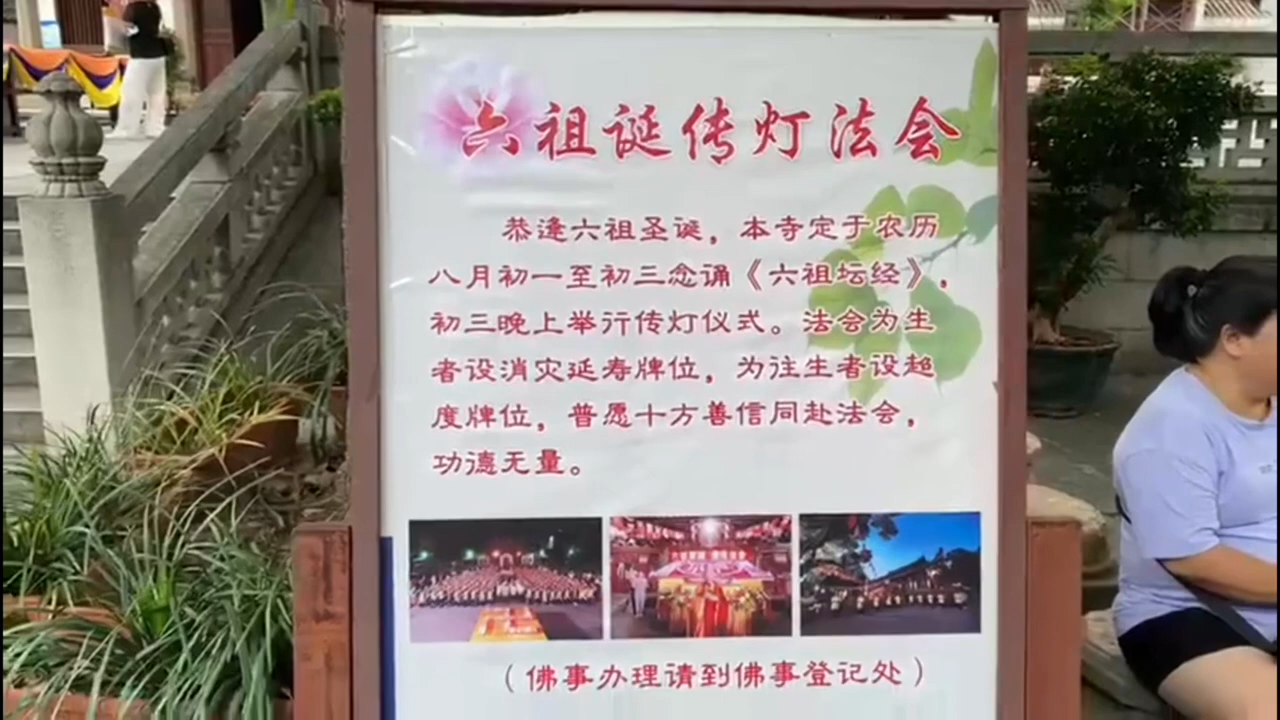 六祖诞传灯法会
恭逢六祖圣诞，本寺定于农历
八月初一至初三念诵《六祖坛经》，
初三晚上举行传灯仪式。法会为生
者设消灾延寿牌位，为往生者设超
度牌位，普愿十方善信同赴法会，
功德无量。
（佛事办理请到佛事登记处）